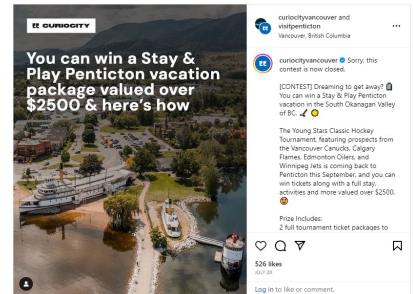 CURIOCITY
You can win a Stay &
Play Penticton vacation
package valued over
$2500 & here's how
curiocityvancouver and
visitpenticton
Vancouver, British Columbia
curiocityvancouver Sorry, this
contest is now closed.
[CONTEST] Dreaming to get away?
You can win a Stay & Play Penticton
vacation in the South Okanagan Valley
of BC.
The Young Stars Classic Hockey
Tournament, featuring prospects from
the Vancouver Canucks, Calgary
Flames, Edmonton Oilers, and
Winnipeg Jets is coming back to
Penticton this September, and you can
win tickets along with a full stay,
activities and more valued over $2500.
Prize Includes:
2 full tournament ticket packages to
526 likes
Log in to like or comment.